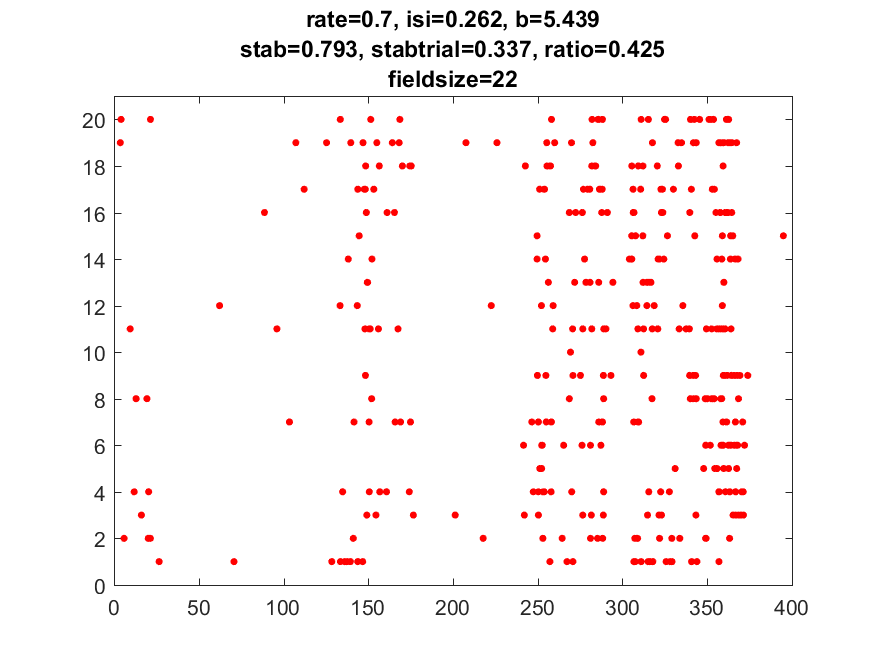 rate=0.7, isi=0.262, b=5.439
stab=0.793, stabtrial=0.337, ratio=0.425
fieldsize=22
20
18
16
14
12
10
8
6
4
2
0
0 50 100 150 200 250 300 350 400